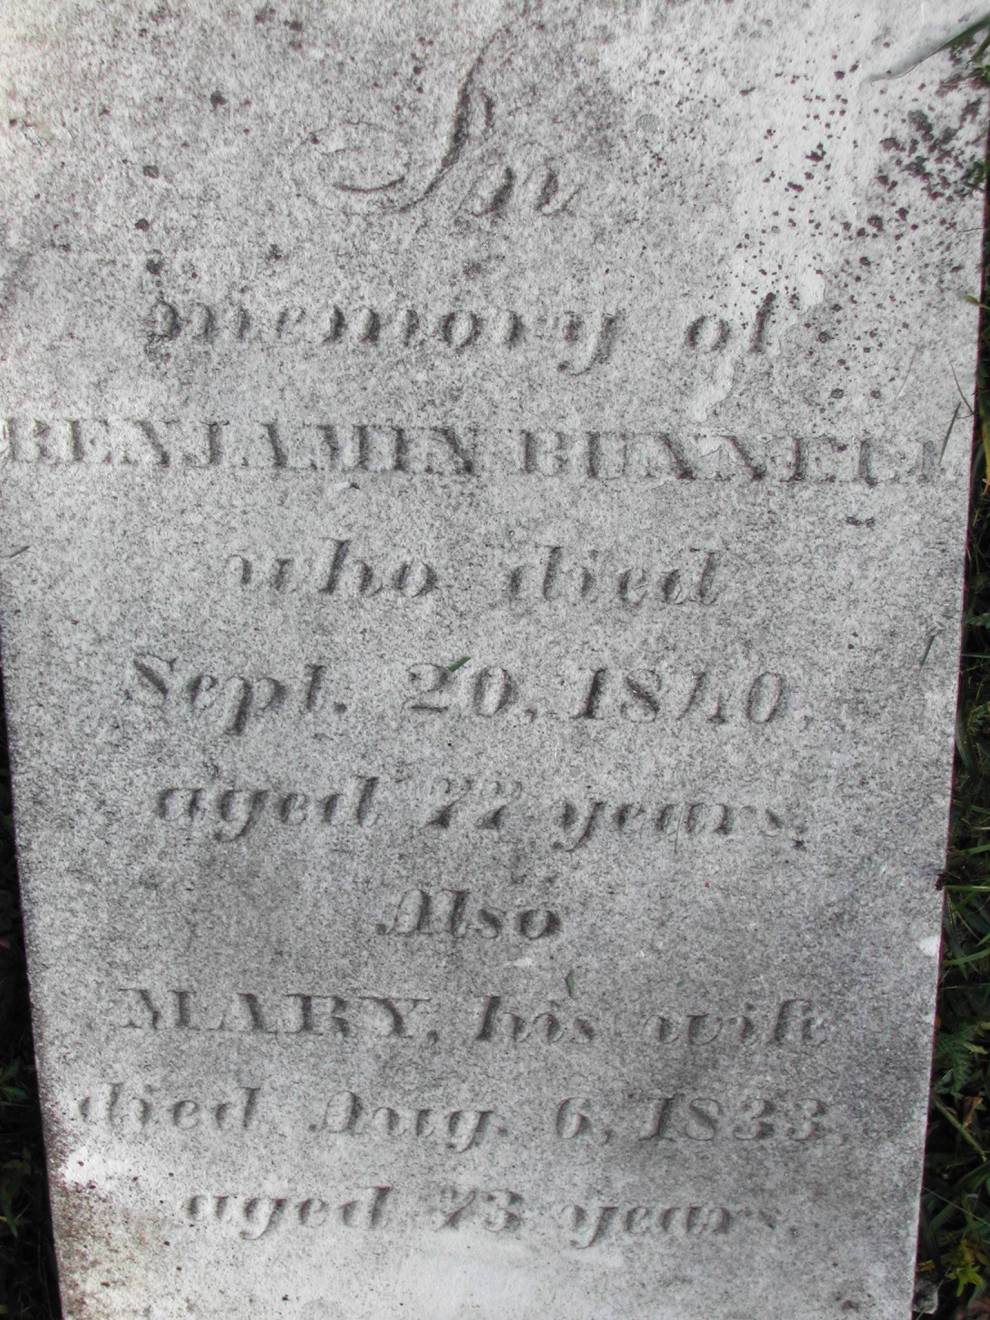 In
memory of
BENJAMIN BUNNELL
who died
Sept. 20, 1840,
aged 77 years,
Also
MARY, his wife
died Aug. 6, 1833,
aged 73 years.